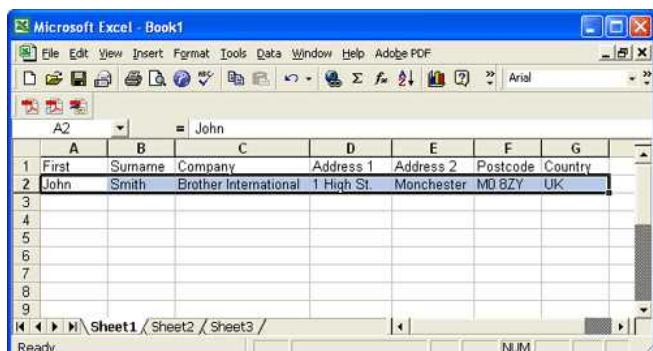 Microsoft Excel - Book1
File Edit View Insert Format Tools Data Window Help Adobe PDF
Arial
A2 = John
A B C D E F G
1 First Surname Company Address 1 Address 2 Postcode Country
2 John Smith Brother International 1 High St. Monchester M0 8ZY UK
3
4
5
6
7
8
9
Sheet1 / Sheet2 / Sheet3 /
Ready NUM